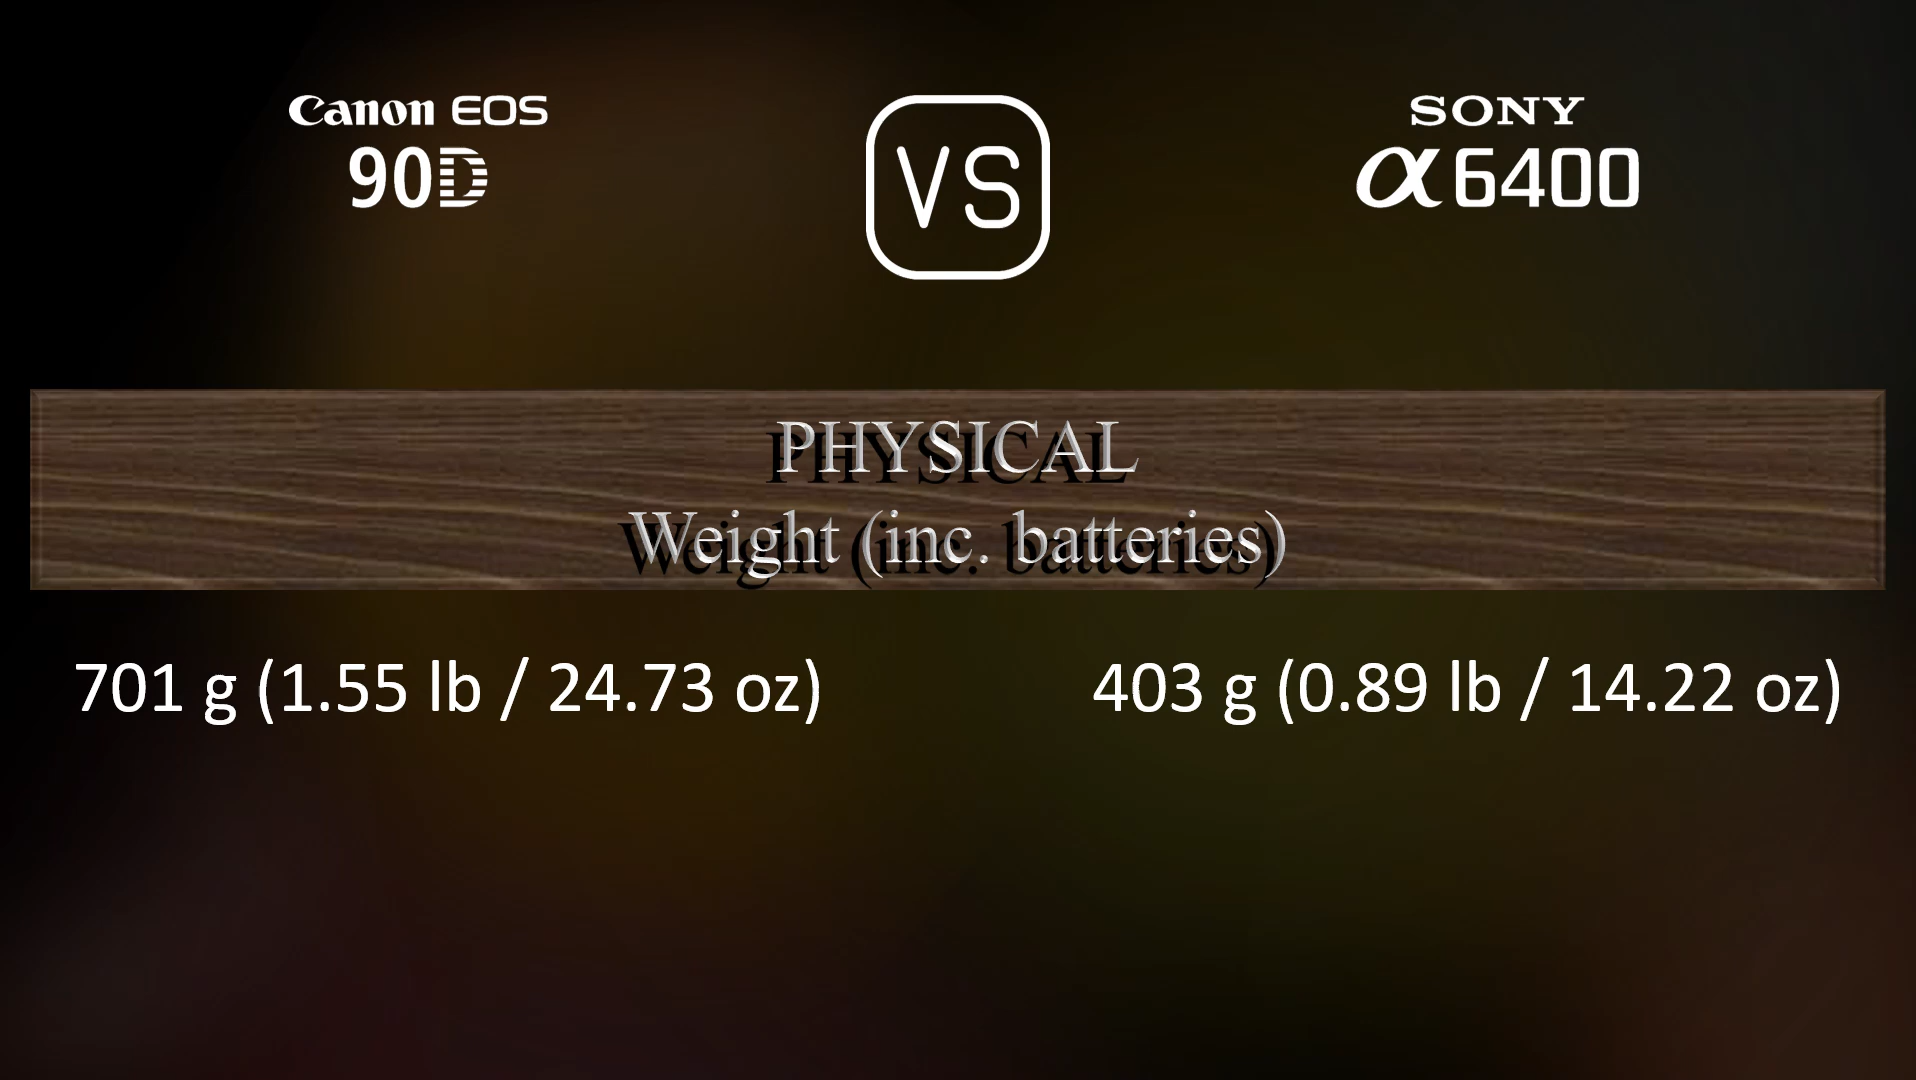 Canon EOS
90D
VS
SONY
α6400
PHYSICAL
Weight (inc. batteries)
701 g (1.55 lb / 24.73 oz)
403 g (0.89 lb / 14.22 oz)